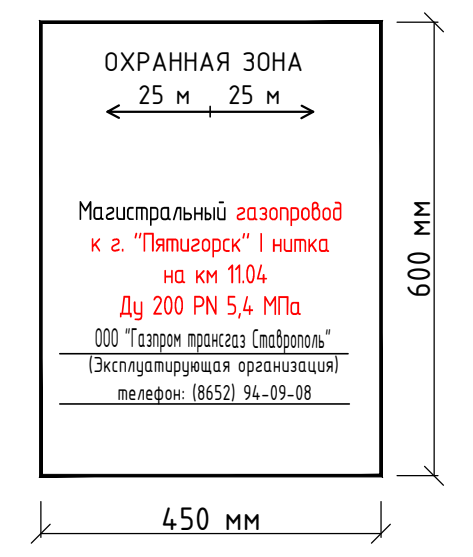 ОХРАННАЯ ЗОНА
25 м 25 м
Магистральный газопровод
к г. "Пятигорск" I нитка
на км 11.04
Ду 200 PN 5,4 МПа
ООО "Газпром трансгаз Ставрополь"
(Эксплуатирующая организация)
телефон: (8652) 94-09-08
600 мм
450 мм